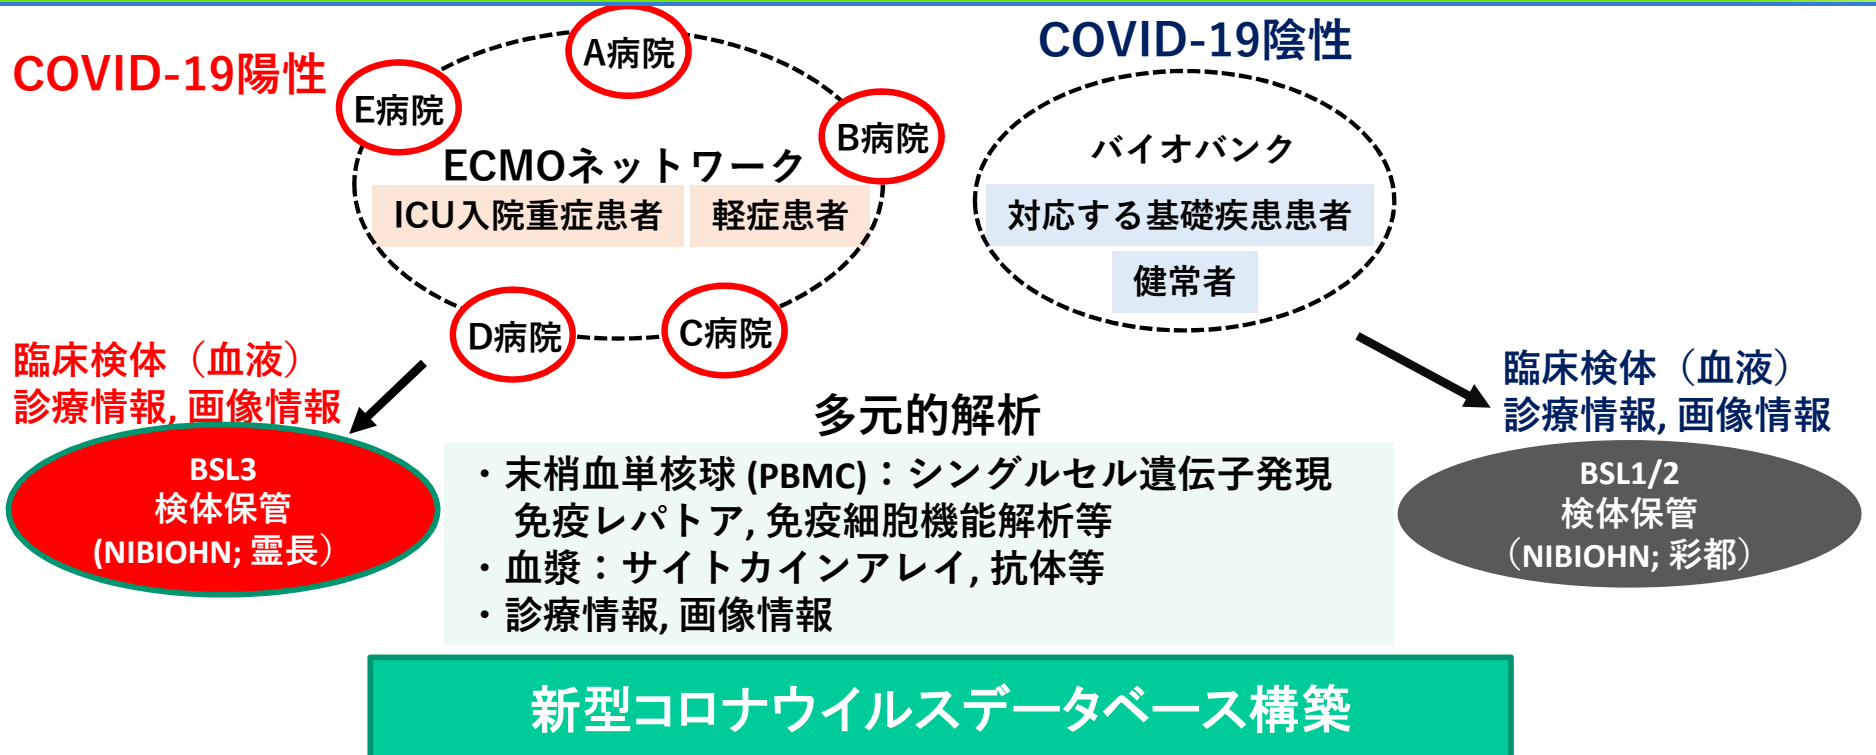 COVID-19陽性
A病院
E病院
B病院
ECMOネットワーク
ICU入院重症患者
軽症患者
D病院
C病院
COVID-19陰性
バイオバンク
対応する基礎疾患患者
健常者
臨床検体（血液）
診療情報, 画像情報
BSL3
検体保管
(NIBIOHN; 霊長）
多元的解析
・末梢血単核球 (PBMC)：シングルセル遺伝子発現
免疫レパトア, 免疫細胞機能解析等
・血漿：サイトカインアレイ, 抗体等
・診療情報, 画像情報
臨床検体（血液）
診療情報, 画像情報
BSL1/2
検体保管
（NIBIOHN; 彩都）
新型コロナウイルスデータベース構築